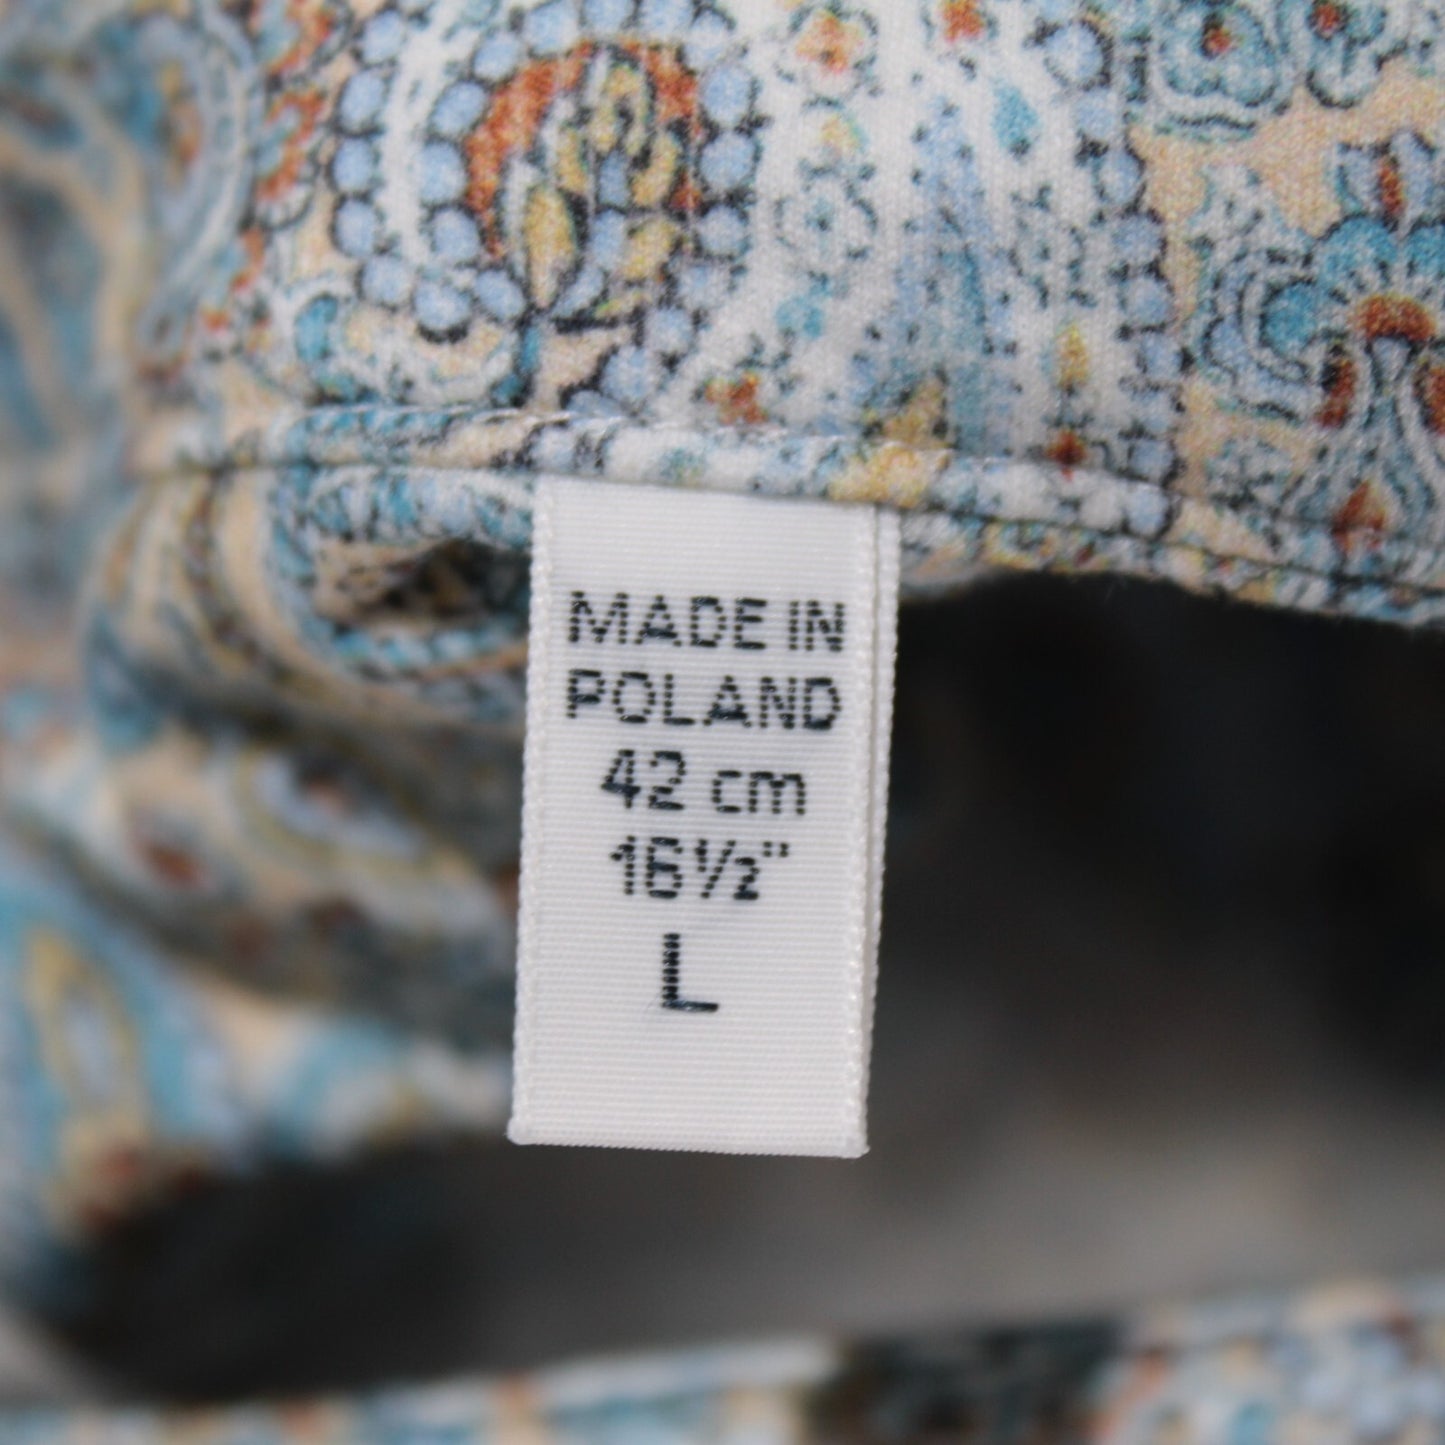 MADE IN
POLAND
42 cm
16½"
L